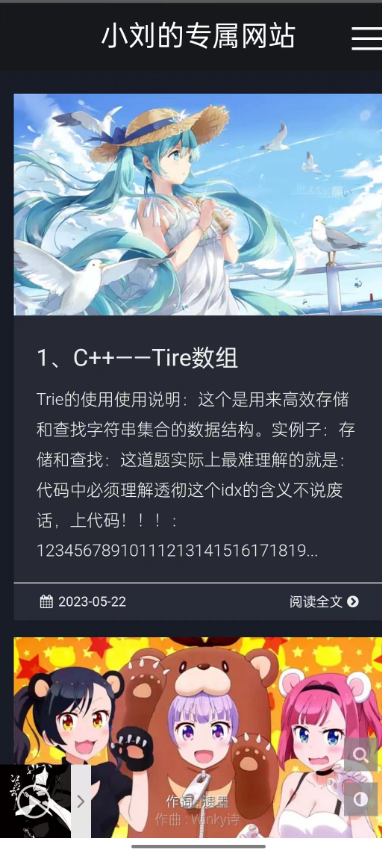 小刘的专属网站
1、C++——Tire数组
Trie的使用使用说明：这个是用来高效存储
和查找字符串集合的数据结构。实例子：存
储和查找：这道题实际上最难理解的就是：
代码中必须理解透彻这个idx的含义不说废
话，上代码！！！：
12345678910111213141516171819...
2023-05-22
阅读全文
作词
作曲 : Winky诗